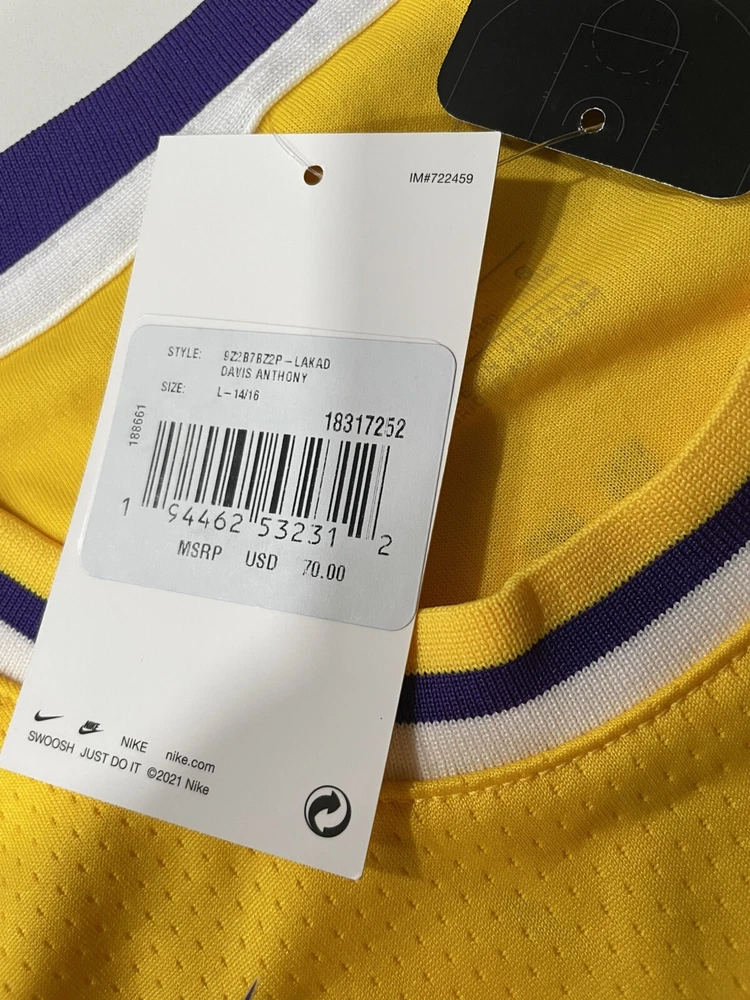 IM#722459
STYLE: 9Z2B7BZ2P-LAKAD
DAVIS ANTHONY
SIZE: L-14/16
18317252
188661
1 94462 53231 2
MSRP USD 70.00
NIKE nike.com
SWOOSH JUST DO IT ©2021 Nike